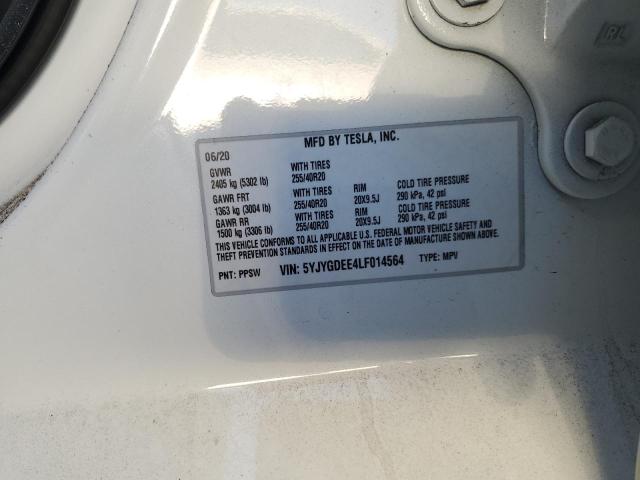 MFD BY TESLA, INC.
06/20
GVWR WITH TIRES
2405 kg (5302 lb) 255/40R20
GAWR FRT WITH TIRES RIM COLD TIRE PRESSURE
1363 kg (3004 lb) 255/40R20 20X9.5J 290 kPa, 42 psi
GAWR RR WITH TIRES RIM COLD TIRE PRESSURE
1500 kg (3306 lb) 255/40R20 20X9.5J 290 kPa, 42 psi
THIS VEHICLE CONFORMS TO ALL APPLICABLE U.S. FEDERAL MOTOR VEHICLE SAFETY AND
THEFT PREVENTION STANDARDS IN EFFECT ON THE DATE OF MANUFACTURE SHOWN ABOVE.
PNT: PPSW VIN: 5YJYGDEE4LF014564 TYPE: MPV